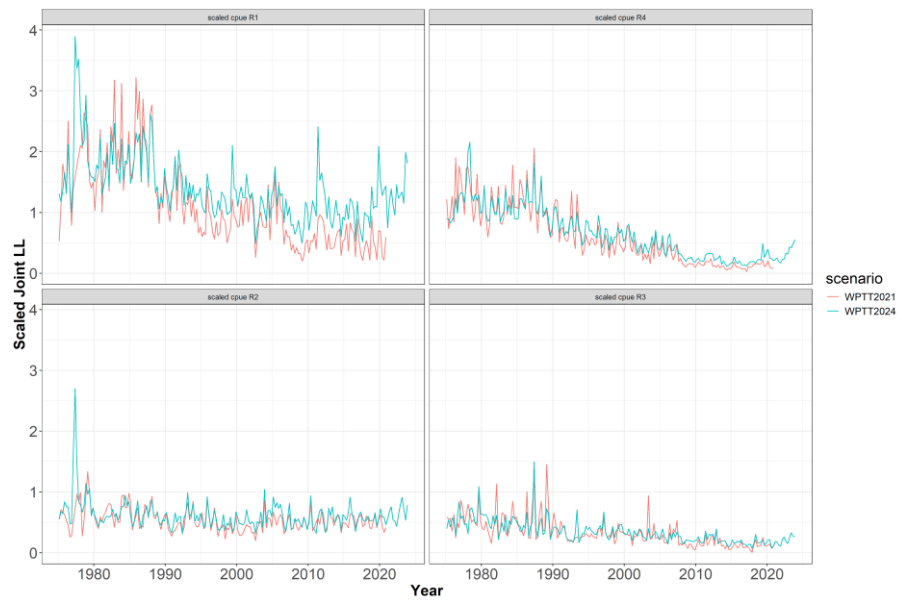 scaled cpue R1
scaled cpue R4
4
3
2
1
0
scaled cpue R2
scaled cpue R3
4
3
2
1
0
Scaled Joint LL
1980 1990 2000 2010 2020
1980 1990 2000 2010 2020
Year
scenario
WPTT2021
WPTT2024